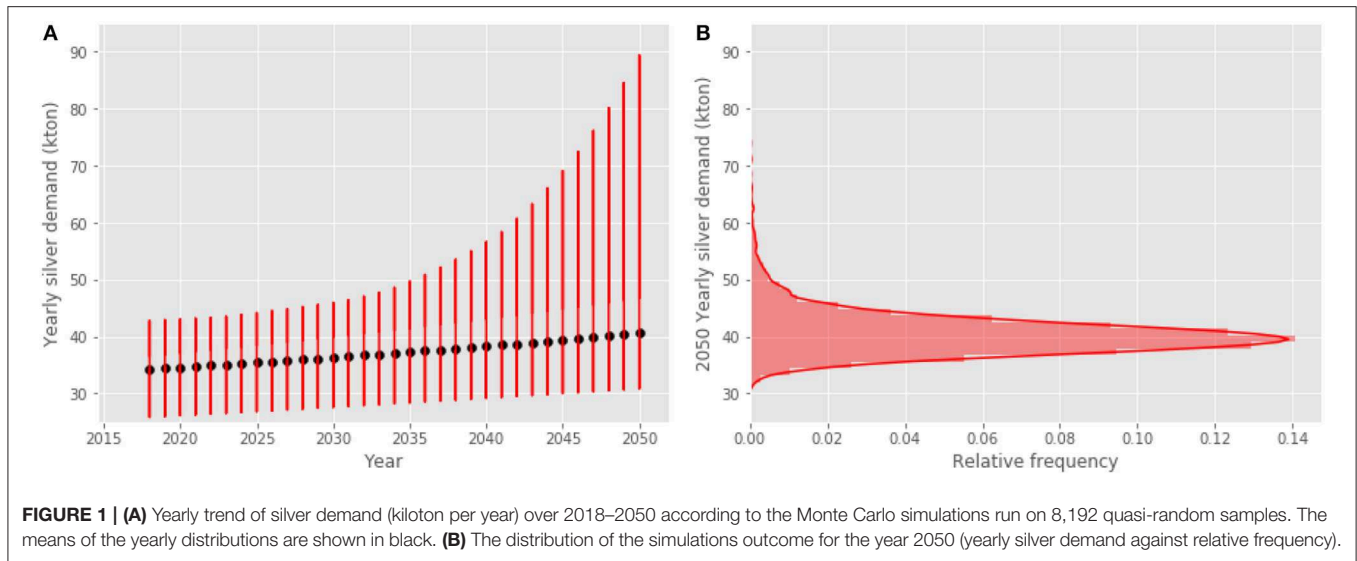 A
Yearly silver demand (kton)
90
80
70
60
50
40
30
2015 2020 2025 2030 2035 2040 2045 2050
Year
B
2050 Yearly silver demand (kton)
90
80
70
60
50
40
30
0.00 0.02 0.04 0.06 0.08 0.10 0.12 0.14
Relative frequency
FIGURE 1 | (A) Yearly trend of silver demand (kiloton per year) over 2018–2050 according to the Monte Carlo simulations run on 8,192 quasi-random samples. The
means of the yearly distributions are shown in black. (B) The distribution of the simulations outcome for the year 2050 (yearly silver demand against relative frequency).